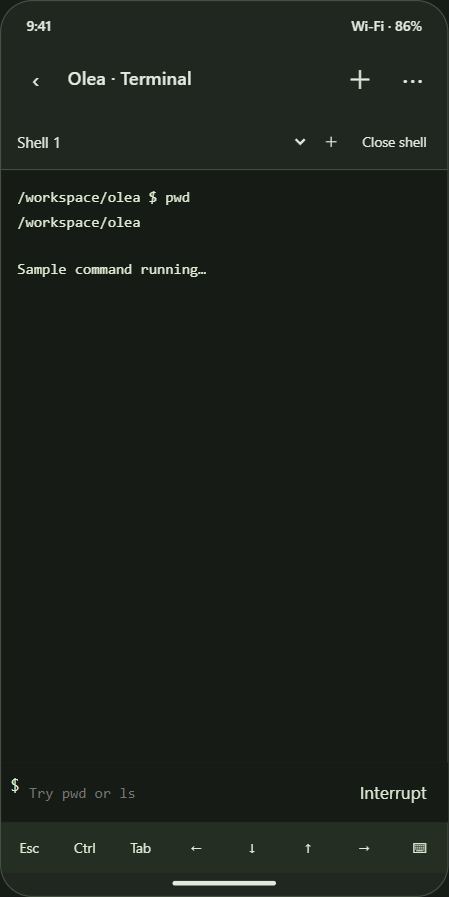 9:41 Wi-Fi · 86%
‹ Olea · Terminal + ...
Shell 1 + Close shell
/workspace/olea $ pwd
/workspace/olea
Sample command running…
$ Try pwd or ls Interrupt
Esc Ctrl Tab ← ↓ ↑ →